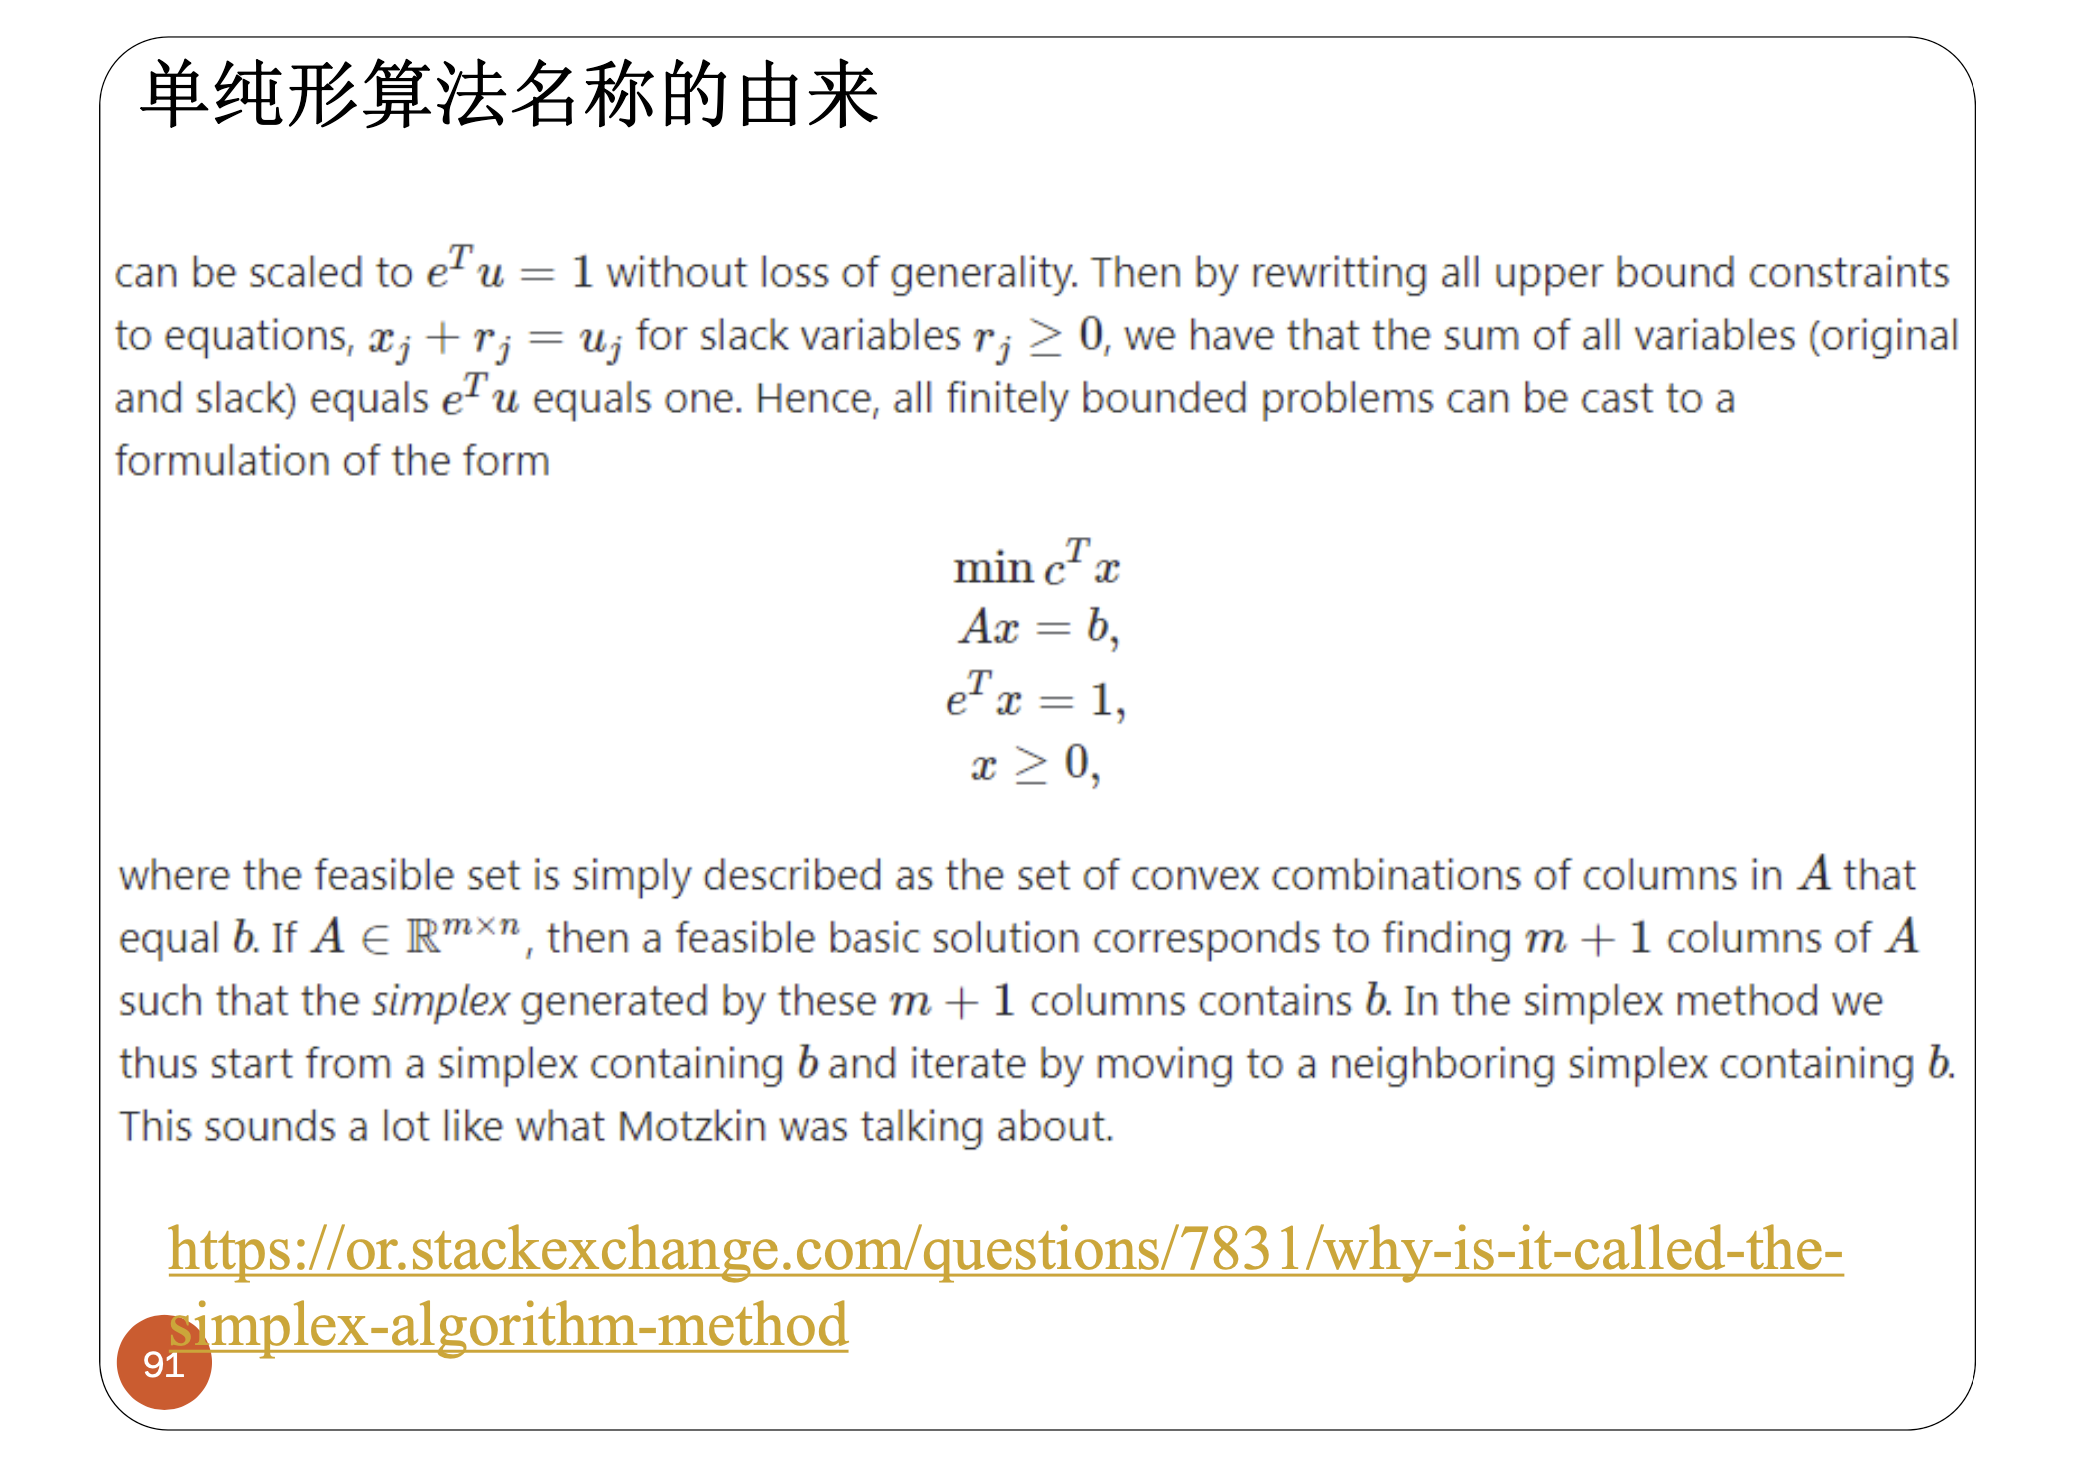 单纯形算法名称的由来
can be scaled to e^T u = 1 without loss of generality. Then by rewritting all upper bound constraints
to equations, x_j + r_j = u_j for slack variables r_j ≥ 0, we have that the sum of all variables (original
and slack) equals e^T u equals one. Hence, all finitely bounded problems can be cast to a
formulation of the form
min c^T x
Ax = b,
e^T x = 1,
x ≥ 0,
where the feasible set is simply described as the set of convex combinations of columns in A that
equal b. If A ∈ ℝ^{m×n}, then a feasible basic solution corresponds to finding m + 1 columns of A
such that the simplex generated by these m + 1 columns contains b. In the simplex method we
thus start from a simplex containing b and iterate by moving to a neighboring simplex containing b.
This sounds a lot like what Motzkin was talking about.
https://or.stackexchange.com/questions/7831/why-is-it-called-the-
simplex-algorithm-method
91